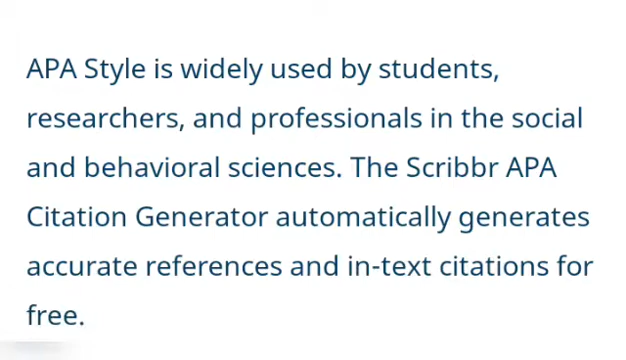 APA Style is widely used by students,
researchers, and professionals in the social
and behavioral sciences. The Scribbr APA
Citation Generator automatically generates
accurate references and in-text citations for
free.